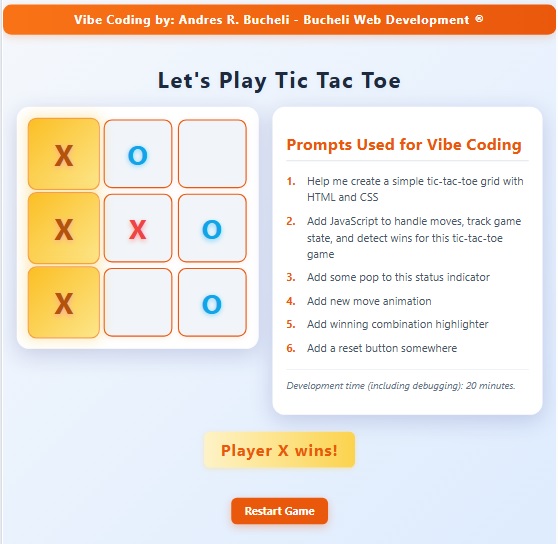 Vibe Coding by: Andres R. Bucheli - Bucheli Web Development ®
Let's Play Tic Tac Toe
X O
X X O
X O
Prompts Used for Vibe Coding
1. Help me create a simple tic-tac-toe grid with
HTML and CSS
2. Add JavaScript to handle moves, track game
state, and detect wins for this tic-tac-toe
game
3. Add some pop to this status indicator
4. Add new move animation
5. Add winning combination highlighter
6. Add a reset button somewhere
Development time (including debugging): 20 minutes.
Player X wins!
Restart Game